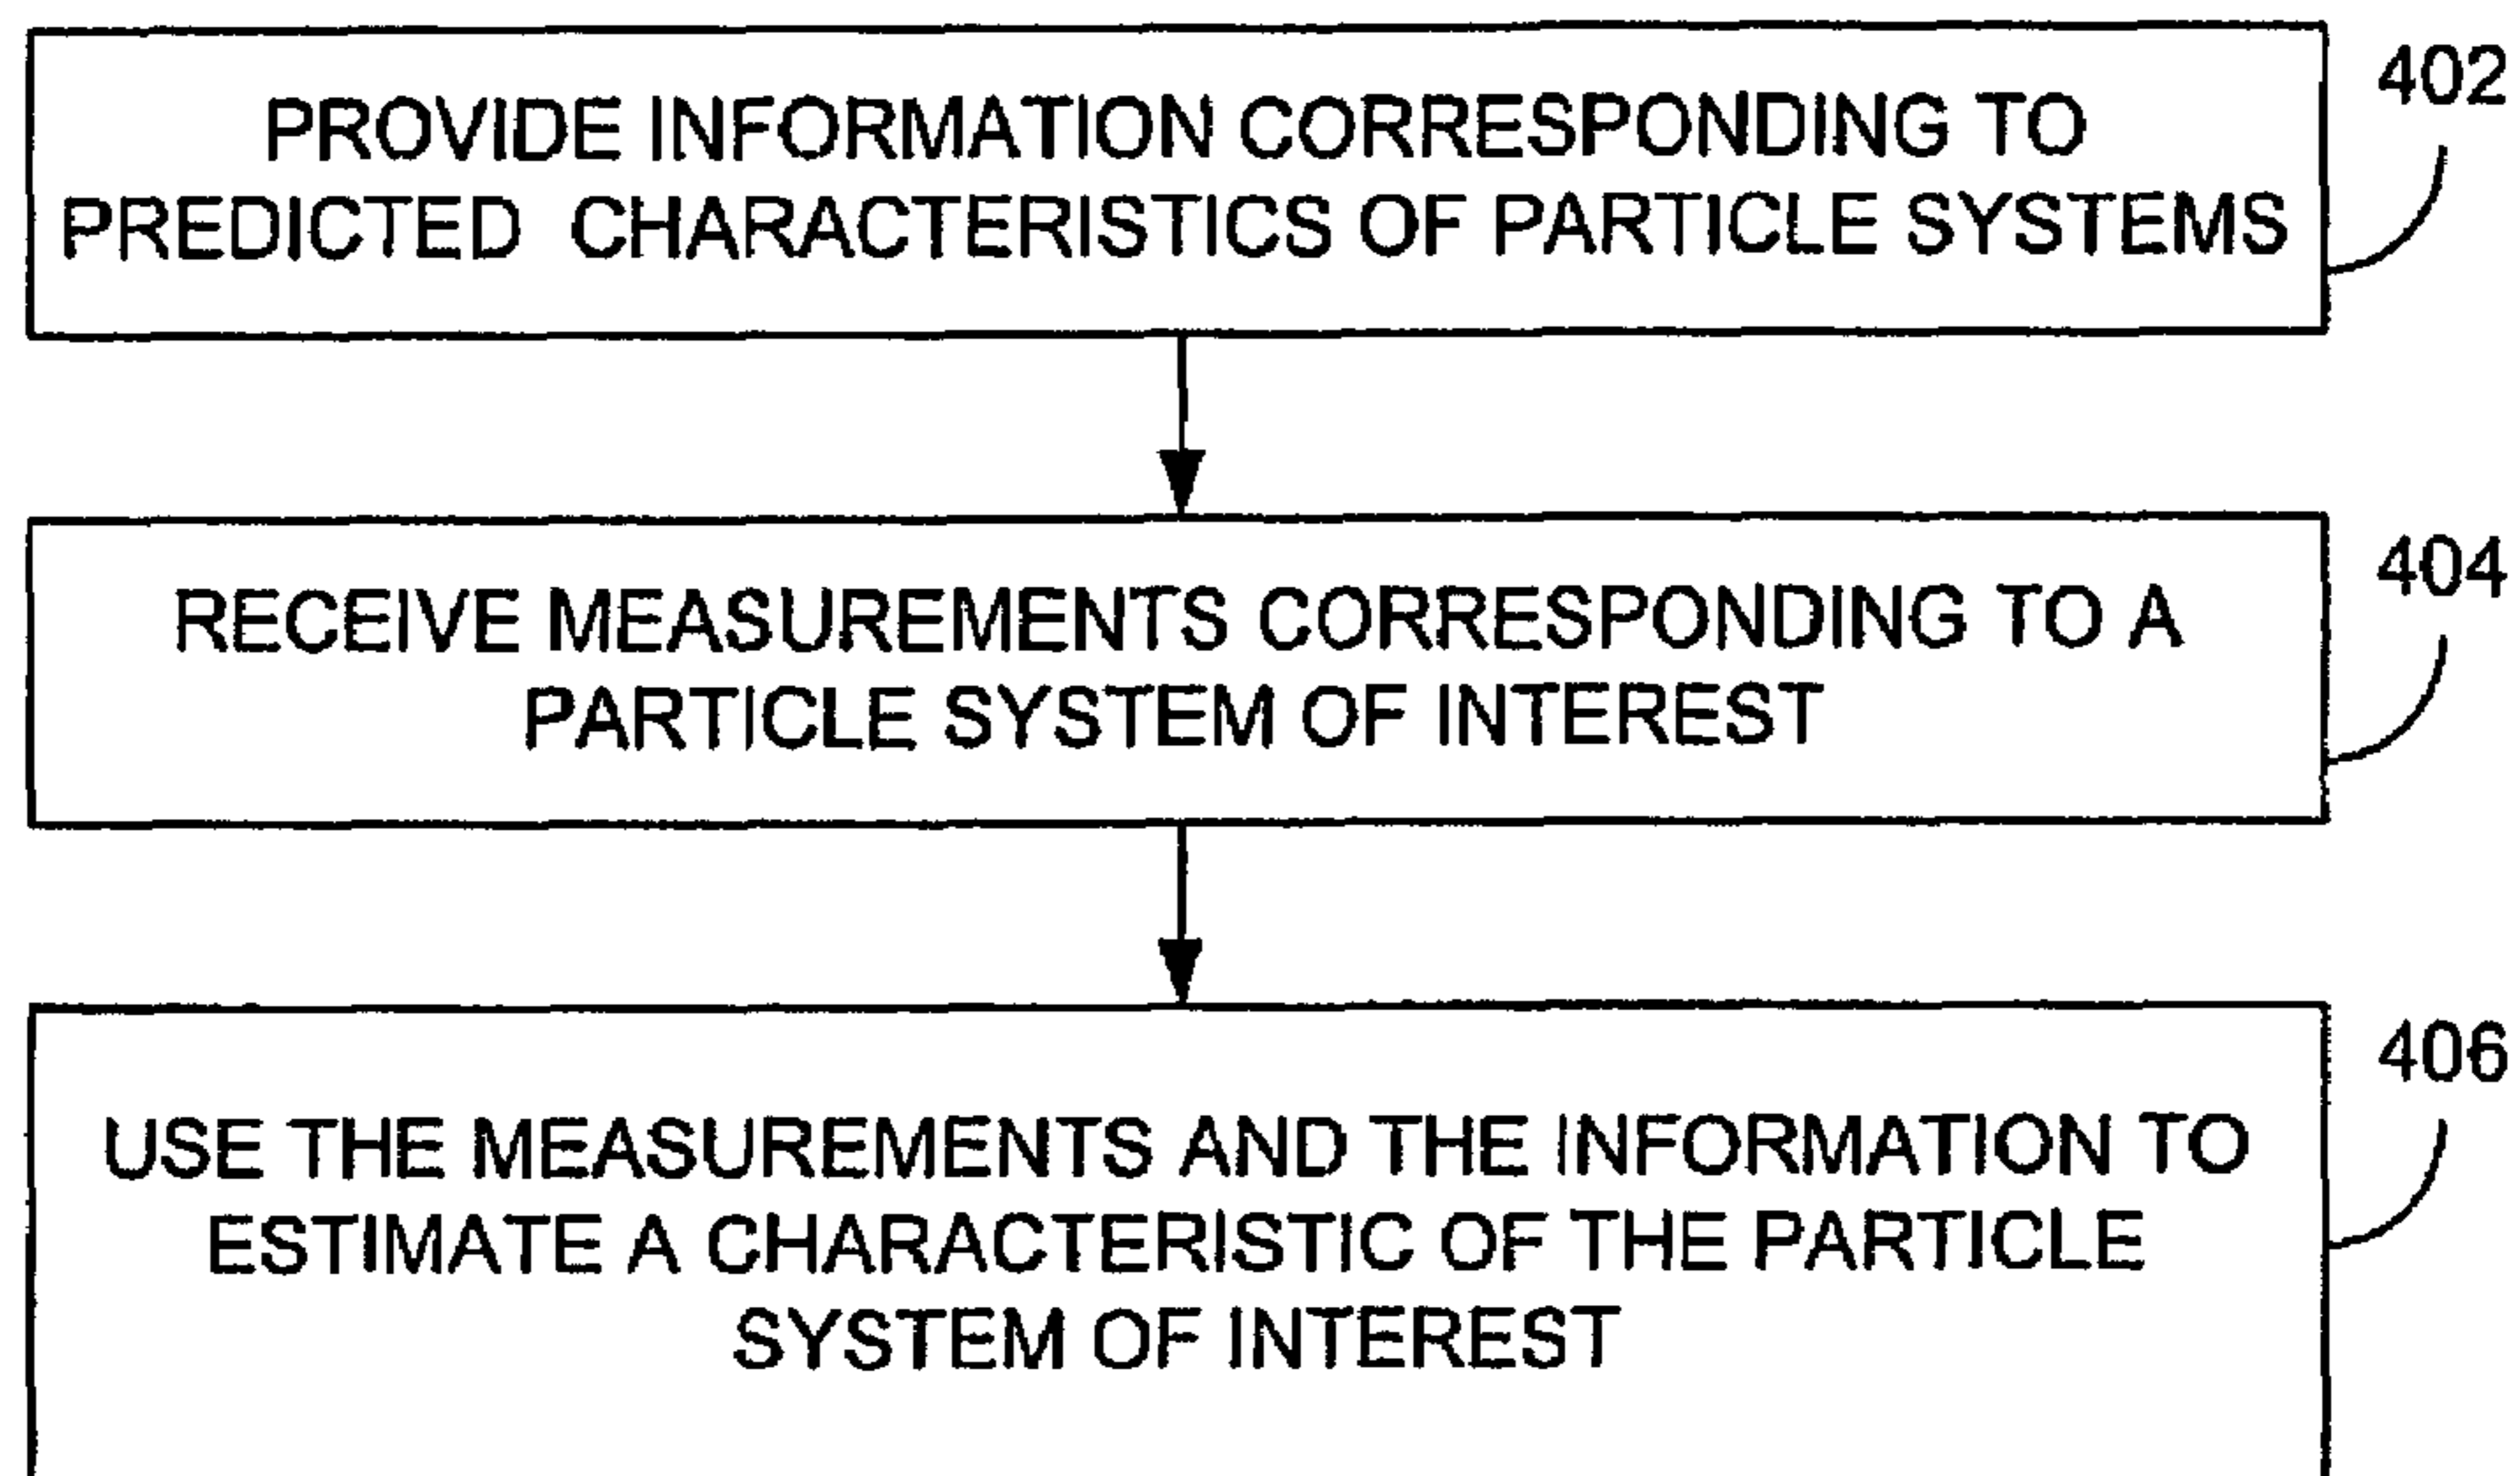 PROVIDE INFORMATION CORRESPONDING TO
PREDICTED CHARACTERISTICS OF PARTICLE SYSTEMS
402
RECEIVE MEASUREMENTS CORRESPONDING TO A
PARTICLE SYSTEM OF INTEREST
404
USE THE MEASUREMENTS AND THE INFORMATION TO
ESTIMATE A CHARACTERISTIC OF THE PARTICLE
SYSTEM OF INTEREST
406